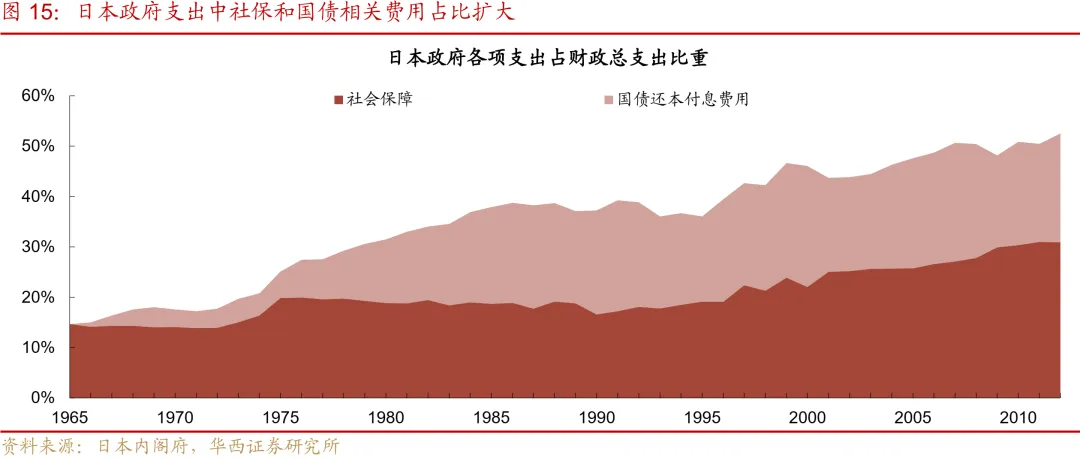 图 15：日本政府支出中社保和国债相关费用占比扩大
日本政府各项支出占财政总支出比重
社会保障 国债还本付息费用
60%
50%
40%
30%
20%
10%
0%
1965 1970 1975 1980 1985 1990 1995 2000 2005 2010
资料来源：日本内阁府，华西证券研究所